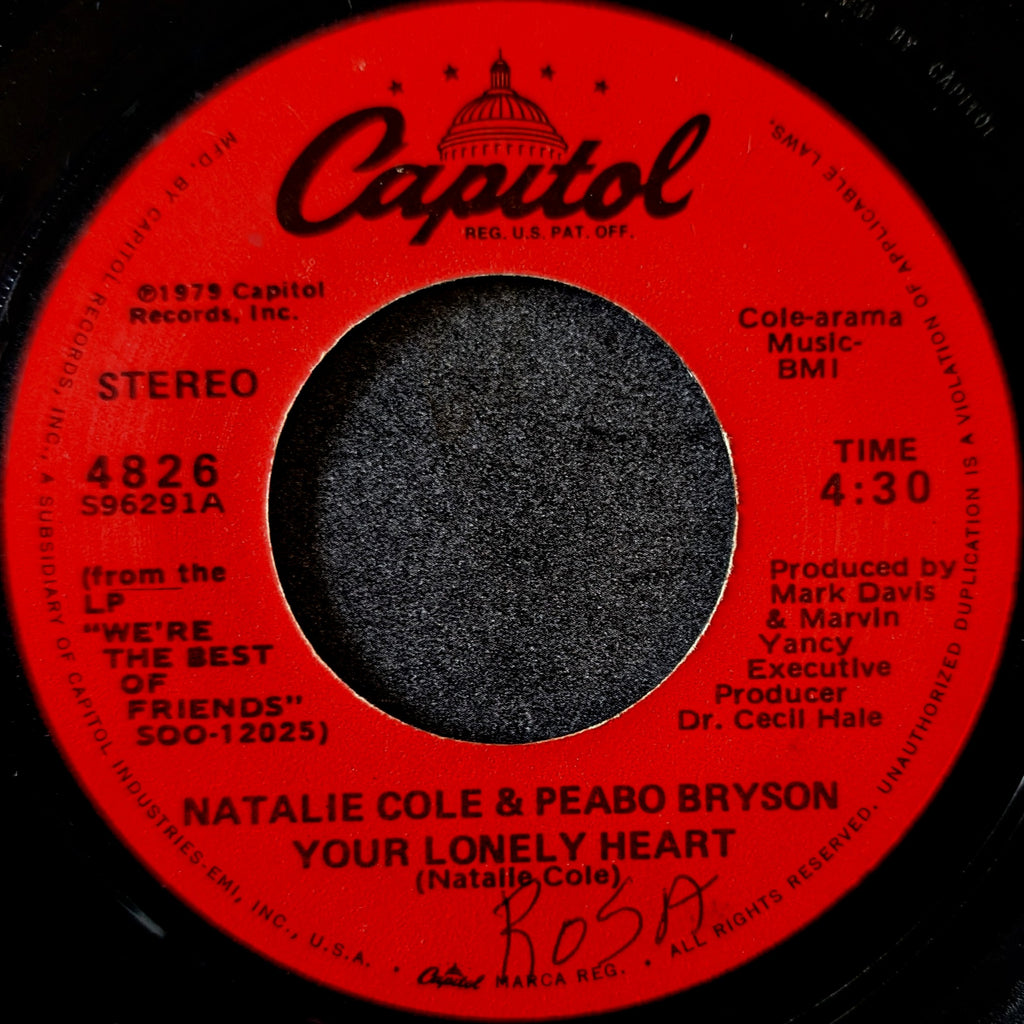 Capitol
REG. U.S. PAT. OFF.
℗1979 Capitol
Records, Inc.
STEREO
4826
S96291A
(from the
LP
"WE'RE
THE BEST
OF
FRIENDS"
SOO-12025)
Cole-arama
Music-
BMI
TIME
4:30
Produced by
Mark Davis
& Marvin
Yancy
Executive
Producer
Dr. Cecil Hale
NATALIE COLE & PEABO BRYSON
YOUR LONELY HEART
(Natalie Cole)
ROSA
MFD. BY CAPITOL RECORDS, INC., A SUBSIDIARY OF CAPITOL INDUSTRIES-EMI, INC., U.S.A. • Capitol MARCA REG. • ALL RIGHTS RESERVED. UNAUTHORIZED DUPLICATION IS A VIOLATION OF APPLICABLE LAWS.
BY CAPITOL